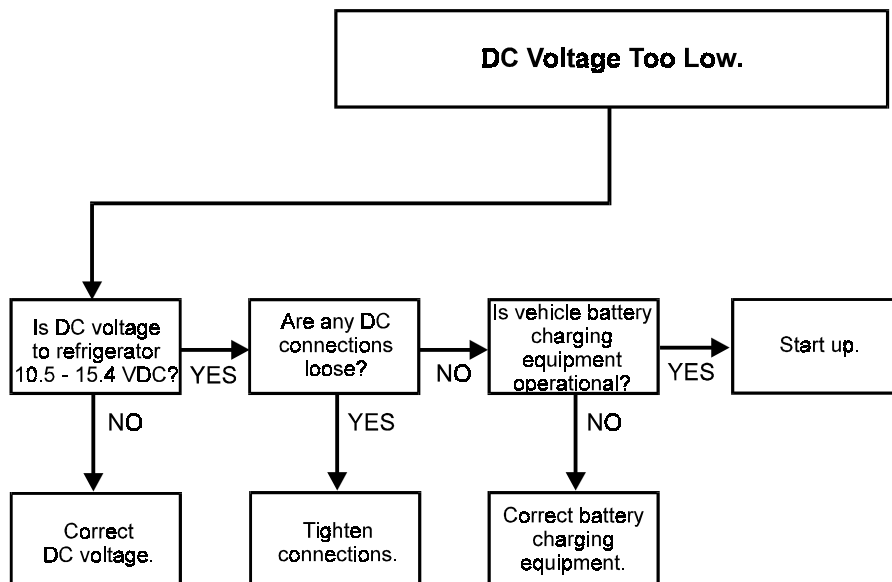 DC Voltage Too Low.
Is DC voltage
to refrigerator
10.5 - 15.4 VDC?
YES
Are any DC
connections
loose?
NO
Is vehicle battery
charging
equipment
operational?
YES
Start up.
NO
YES
NO
Correct
DC voltage.
Tighten
connections.
Correct battery
charging
equipment.